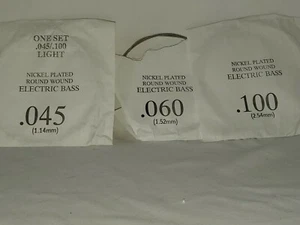 ONE SET
.045/.100
LIGHT
NICKEL PLATED
ROUND WOUND
ELECTRIC BASS
.045
(1.14mm)
NICKEL PLATED
ROUND WOUND
ELECTRIC BASS
.060
(1.52mm)
NICKEL PLATED
ROUND WOUND
ELECTRIC BASS
.100
(2.54mm)